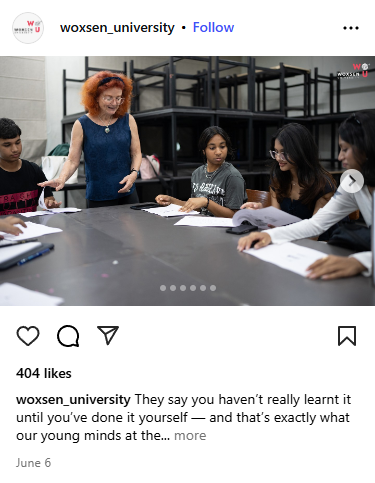 woxsen_university • Follow
W
U
WOXSEN
404 likes
woxsen_university They say you haven't really learnt it
until you've done it yourself — and that's exactly what
our young minds at the... more
June 6